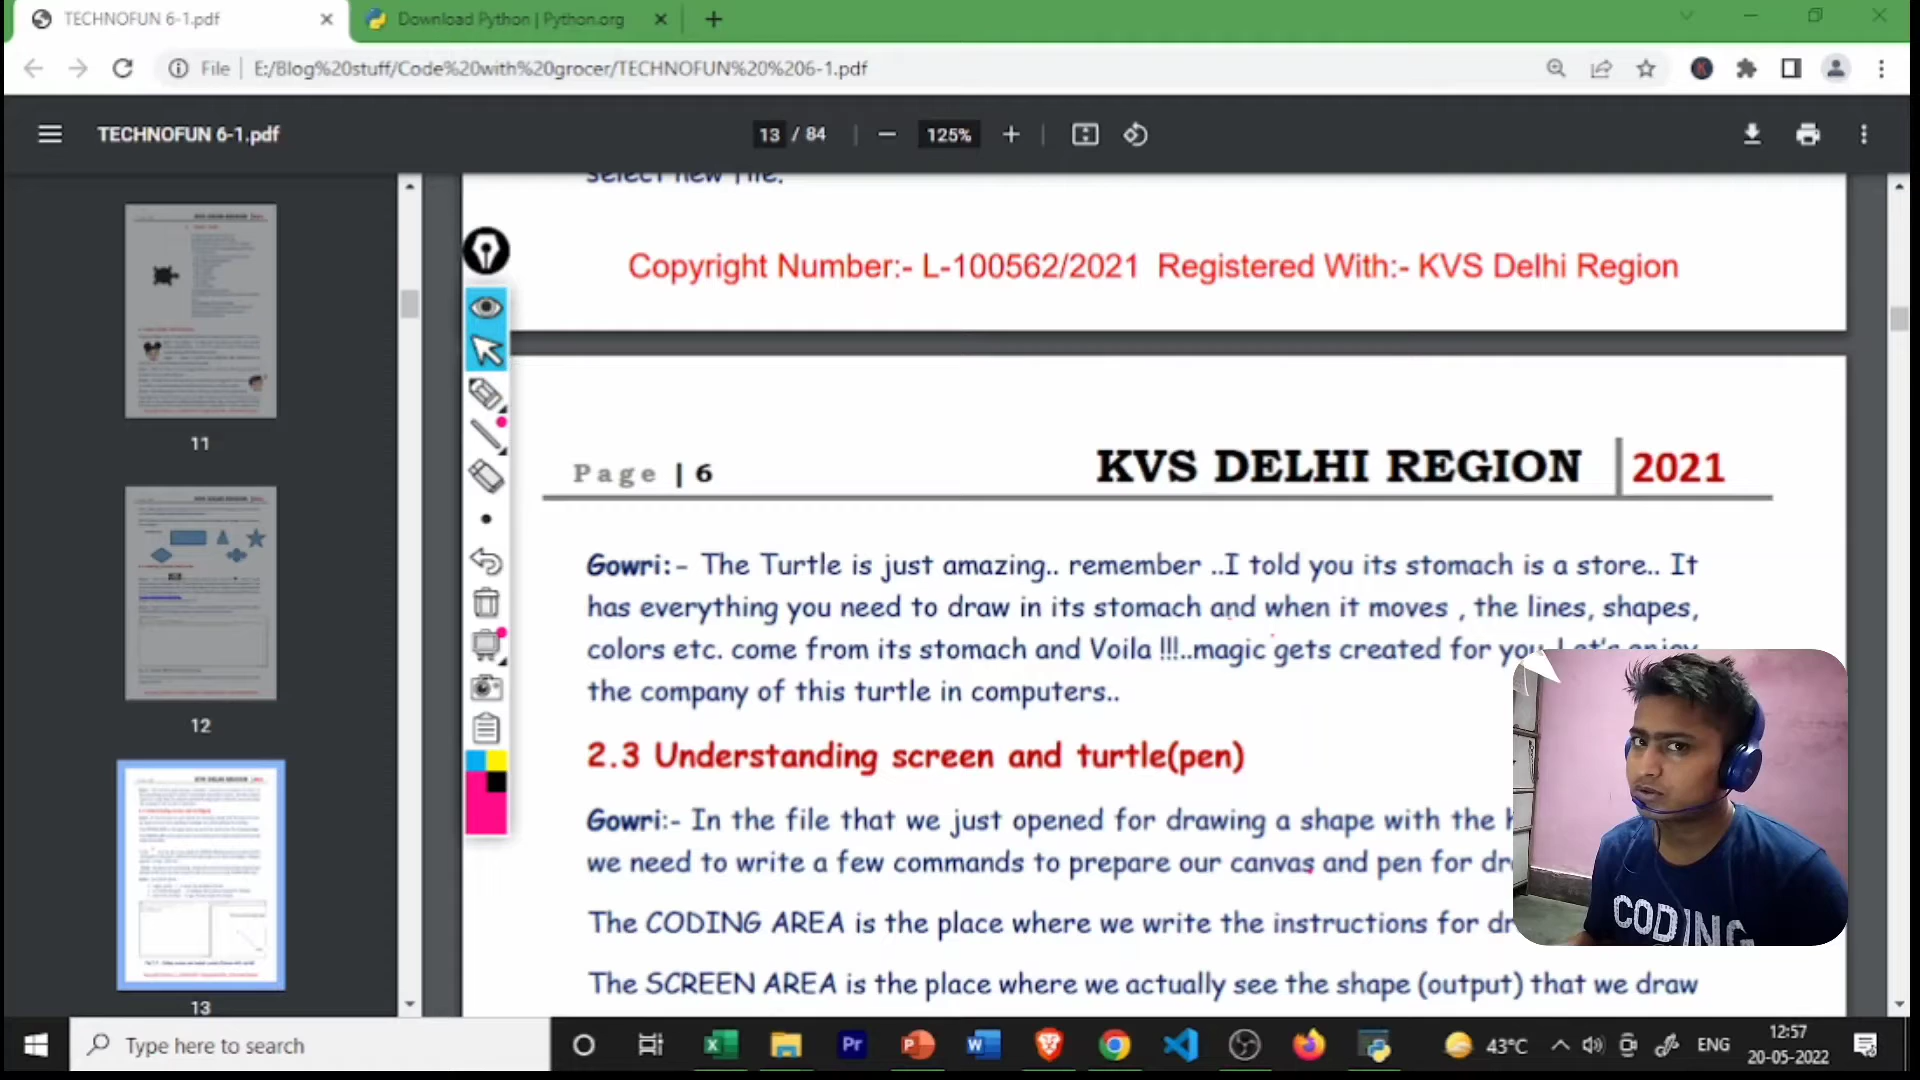 TECHNOFUN 6-1.pdf
Download Python | Python.org
File
E:/Blog%20stuff/Code%20with%20grocer/TECHNOFUN%20%206-1.pdf
TECHNOFUN 6-1.pdf
13 / 84
125%
select new file.
Copyright Number:- L-100562/2021 Registered With:- KVS Delhi Region
Page | 6
KVS DELHI REGION
2021
Gowri:- The Turtle is just amazing.. remember ..I told you its stomach is a store.. It
has everything you need to draw in its stomach and when it moves , the lines, shapes,
colors etc. come from its stomach and Voila !!!..magic gets created for you Let's enjoy
the company of this turtle in computers..
2.3 Understanding screen and turtle(pen)
Gowri:- In the file that we just opened for drawing a shape with the
we need to write a few commands to prepare our canvas and pen for
The CODING AREA is the place where we write the instructions for
The SCREEN AREA is the place where we actually see the shape (output) that we draw
CODING
11
12
13
Type here to search
43°C
ENG
12:57
20-05-2022